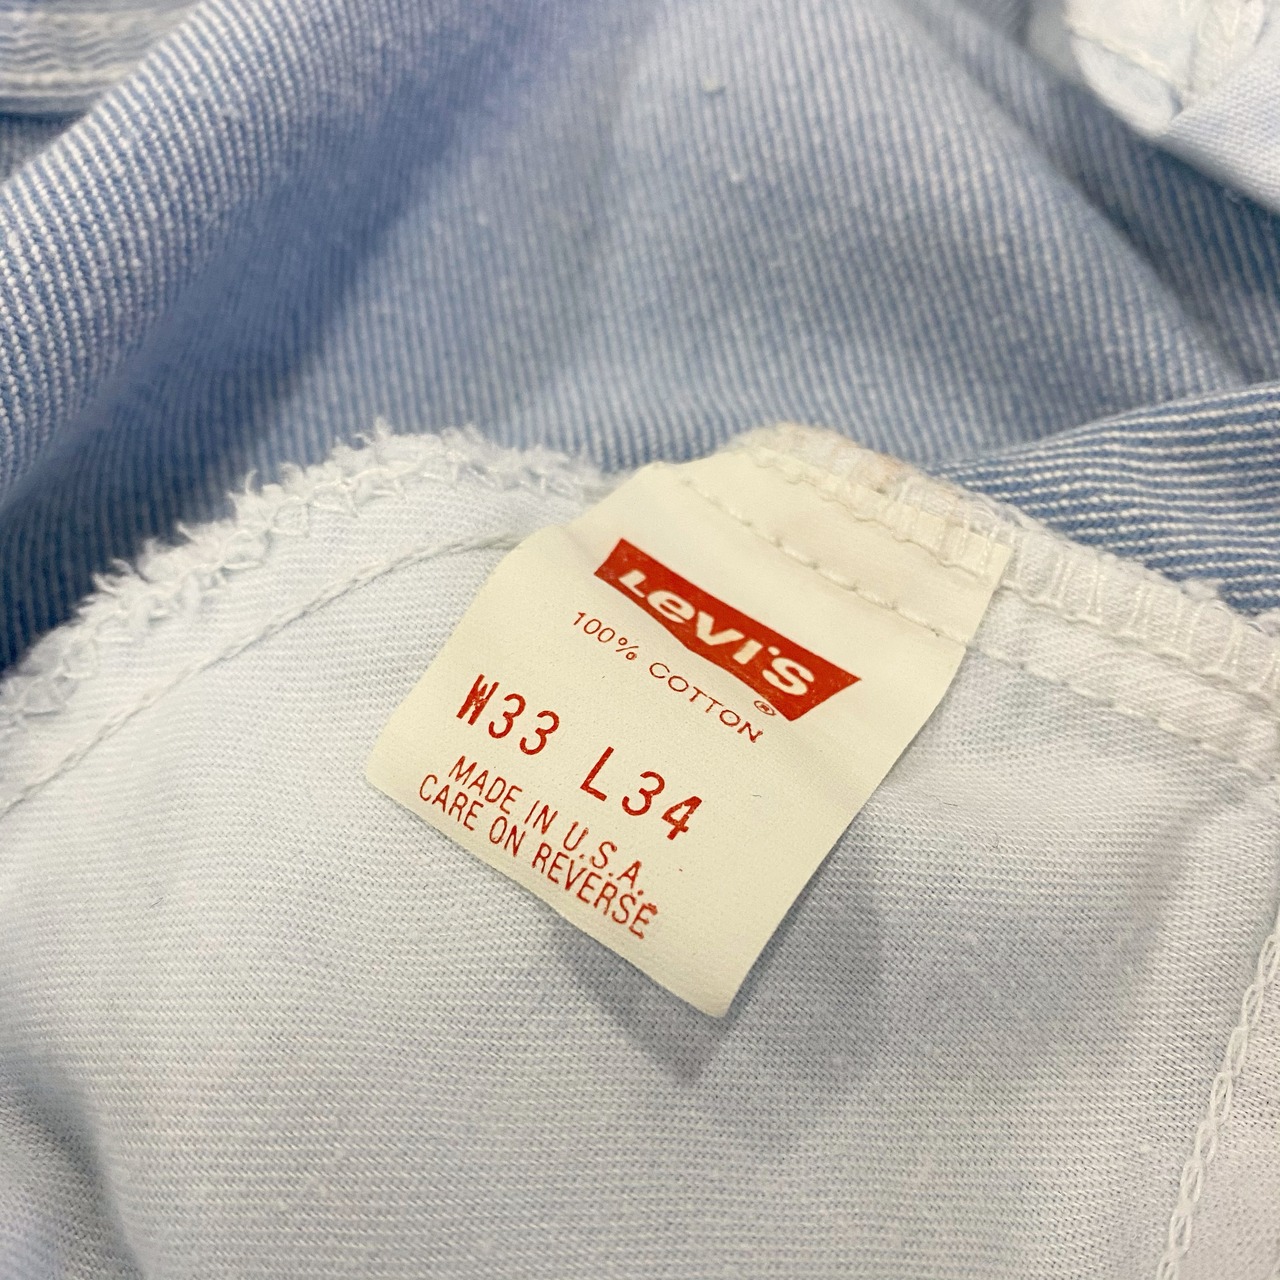 Levi's ®
100% COTTON
W33 L34
MADE IN U.S.A.
CARE ON REVERSE